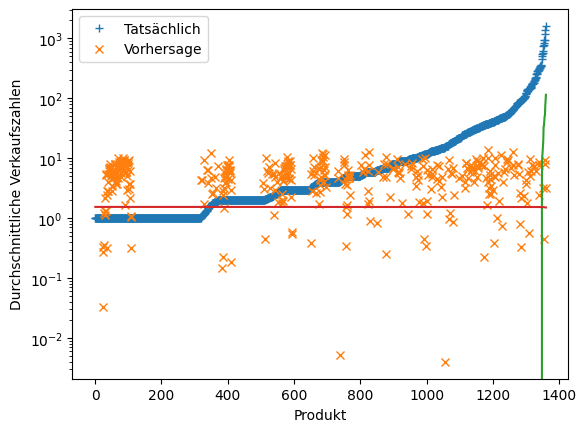 Tatsächlich
Vorhersage
Durchschnittliche Verkaufszahlen
10³
10²
10¹
10⁰
10⁻¹
10⁻²
0 200 400 600 800 1000 1200 1400
Produkt